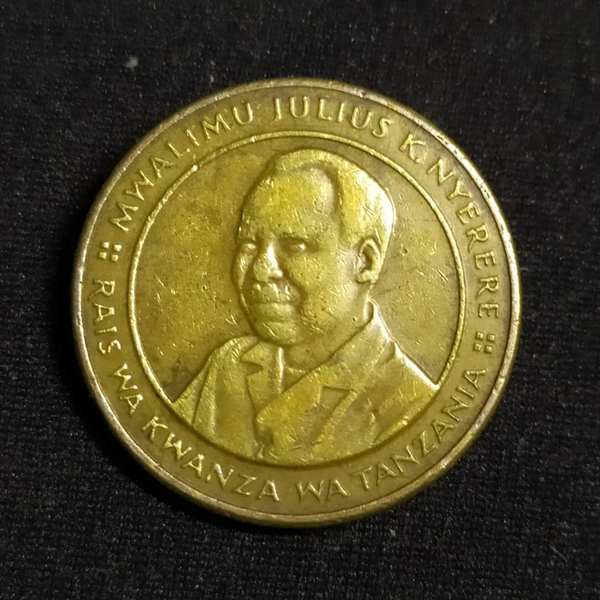 MWALIMU JULIUS K. NYERERE
RAIS WA KWANZA WA TANZANIA